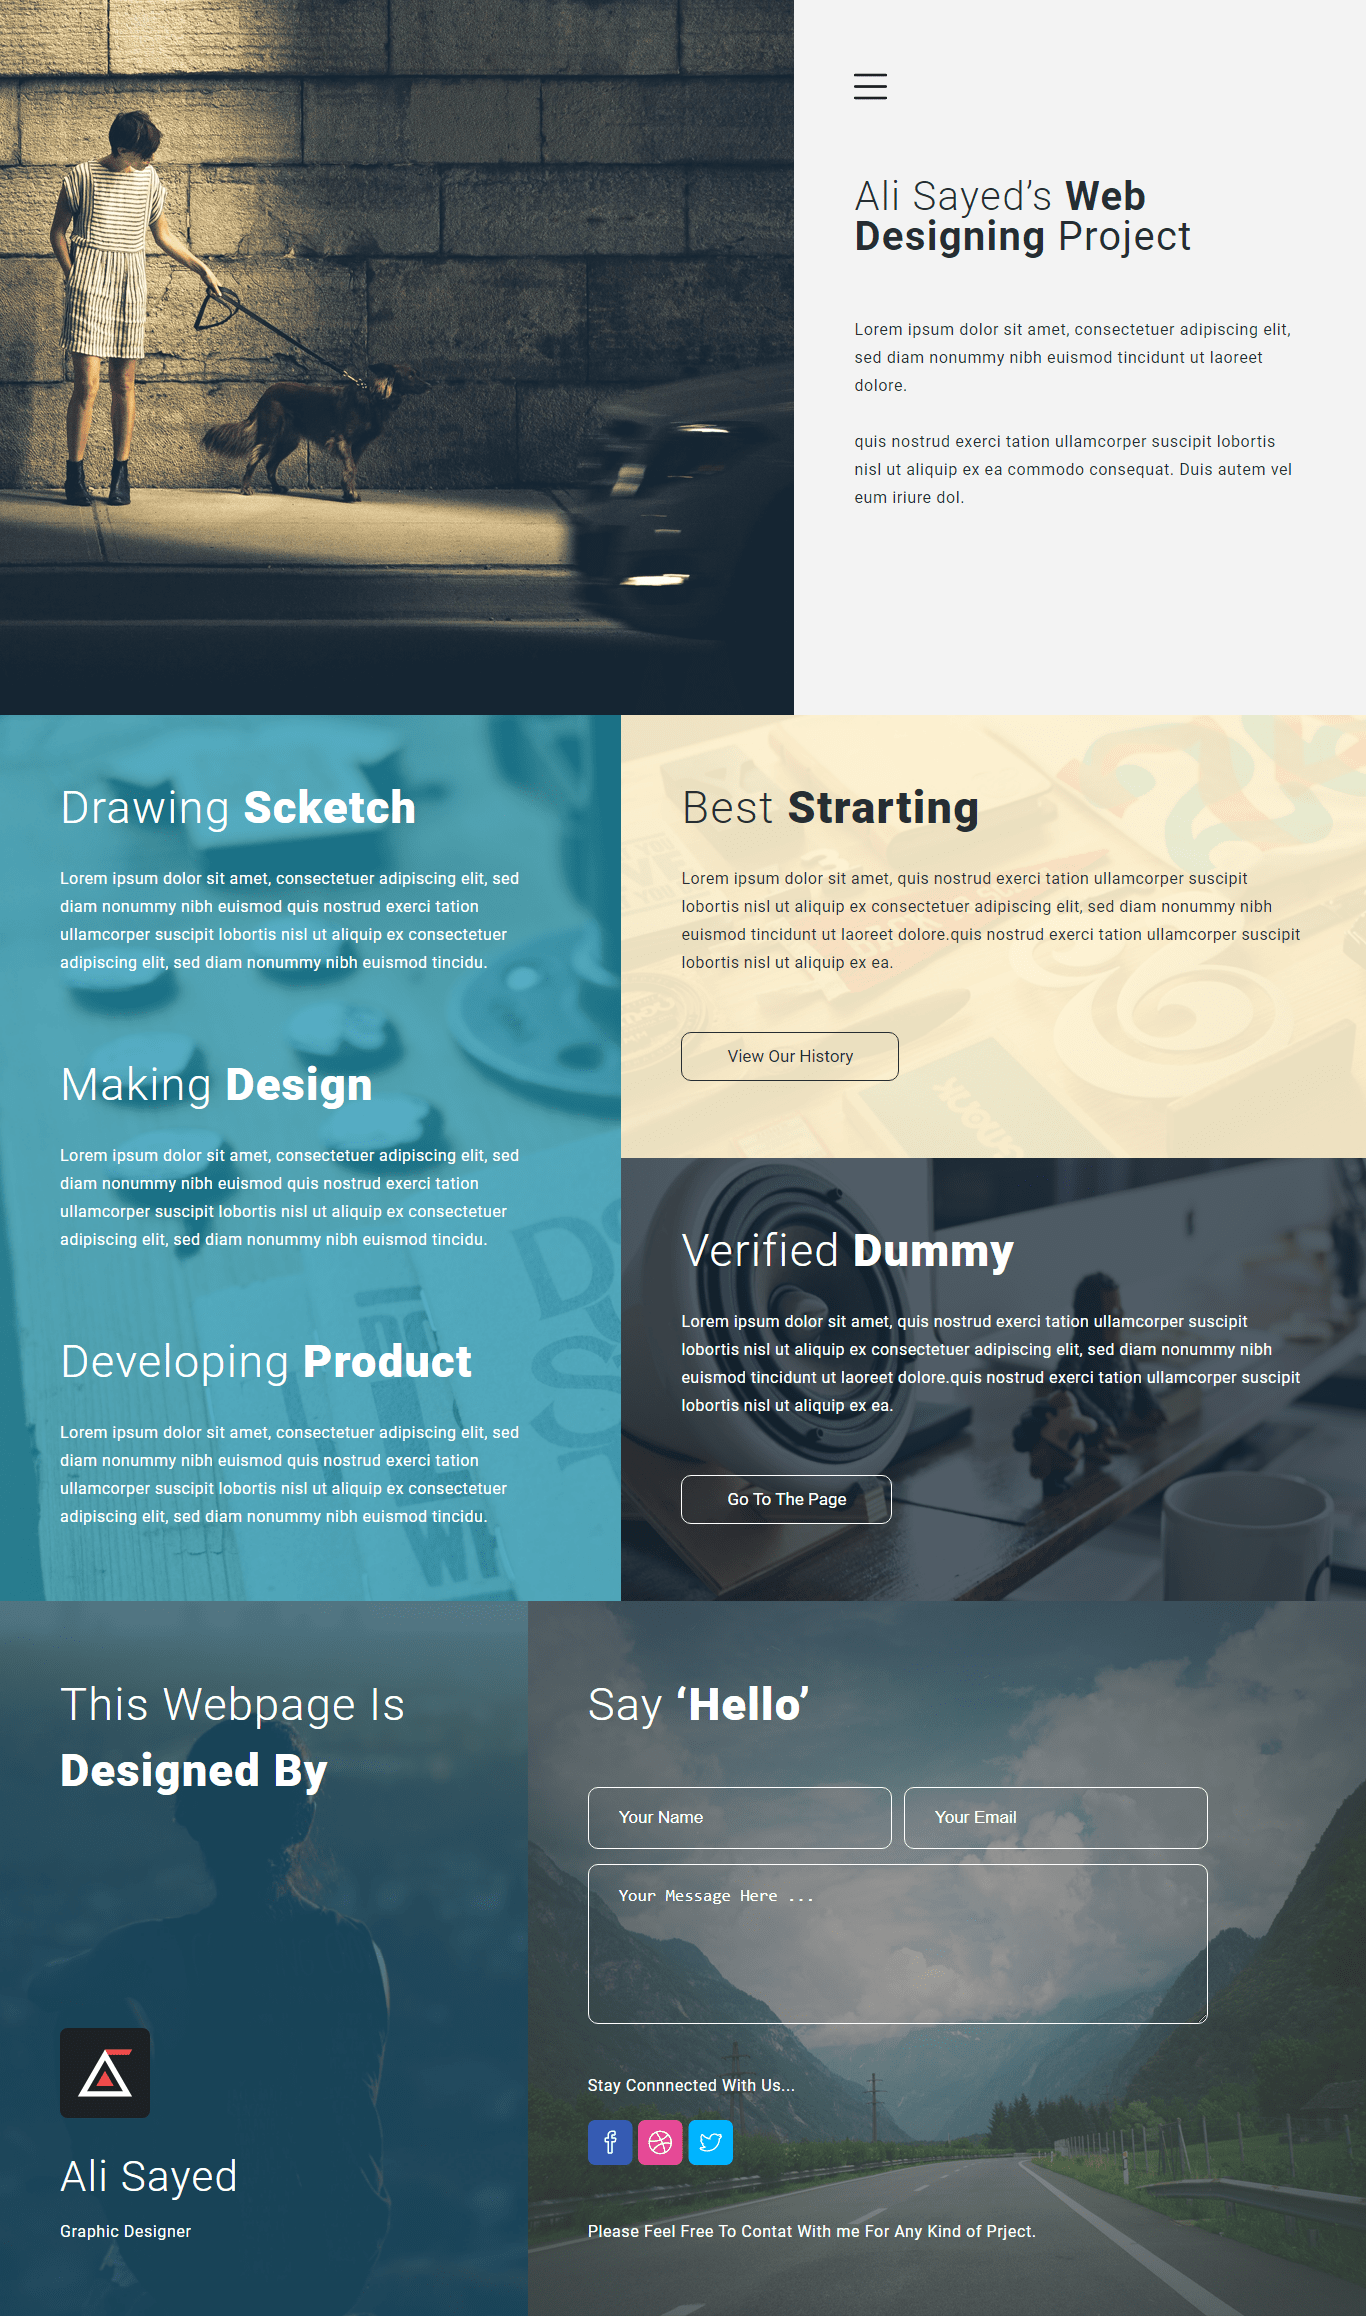 Ali Sayed’s Web
Designing Project
Lorem ipsum dolor sit amet, consectetuer adipiscing elit,
sed diam nonummy nibh euismod tincidunt ut laoreet
dolore.
quis nostrud exerci tation ullamcorper suscipit lobortis
nisl ut aliquip ex ea commodo consequat. Duis autem vel
eum iriure dol.
Drawing Scketch
Lorem ipsum dolor sit amet, consectetuer adipiscing elit, sed
diam nonummy nibh euismod quis nostrud exerci tation
ullamcorper suscipit lobortis nisl ut aliquip ex consectetuer
adipiscing elit, sed diam nonummy nibh euismod tincidu.
Making Design
Lorem ipsum dolor sit amet, consectetuer adipiscing elit, sed
diam nonummy nibh euismod quis nostrud exerci tation
ullamcorper suscipit lobortis nisl ut aliquip ex consectetuer
adipiscing elit, sed diam nonummy nibh euismod tincidu.
Developing Product
Lorem ipsum dolor sit amet, consectetuer adipiscing elit, sed
diam nonummy nibh euismod quis nostrud exerci tation
ullamcorper suscipit lobortis nisl ut aliquip ex consectetuer
adipiscing elit, sed diam nonummy nibh euismod tincidu.
Best Strarting
Lorem ipsum dolor sit amet, quis nostrud exerci tation ullamcorper suscipit
lobortis nisl ut aliquip ex consectetuer adipiscing elit, sed diam nonummy nibh
euismod tincidunt ut laoreet dolore.quis nostrud exerci tation ullamcorper suscipit
lobortis nisl ut aliquip ex ea.
View Our History
Verified Dummy
Lorem ipsum dolor sit amet, quis nostrud exerci tation ullamcorper suscipit
lobortis nisl ut aliquip ex consectetuer adipiscing elit, sed diam nonummy nibh
euismod tincidunt ut laoreet dolore.quis nostrud exerci tation ullamcorper suscipit
lobortis nisl ut aliquip ex ea.
Go To The Page
This Webpage Is
Designed By
Ali Sayed
Graphic Designer
Say ‘Hello’
Your Name
Your Email
Your Message Here ...
Stay Connnected With Us...
Please Feel Free To Contat With me For Any Kind of Prject.